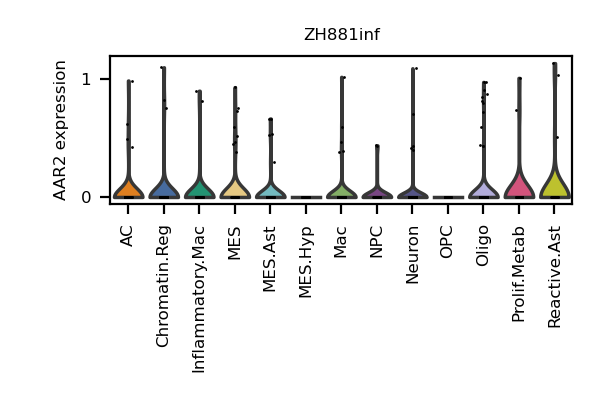 ZH881inf
AAR2 expression
1
0
AC
Chromatin.Reg
Inflammatory.Mac
MES
MES.Ast
MES.Hyp
Mac
NPC
Neuron
OPC
Oligo
Prolif.Metab
Reactive.Ast